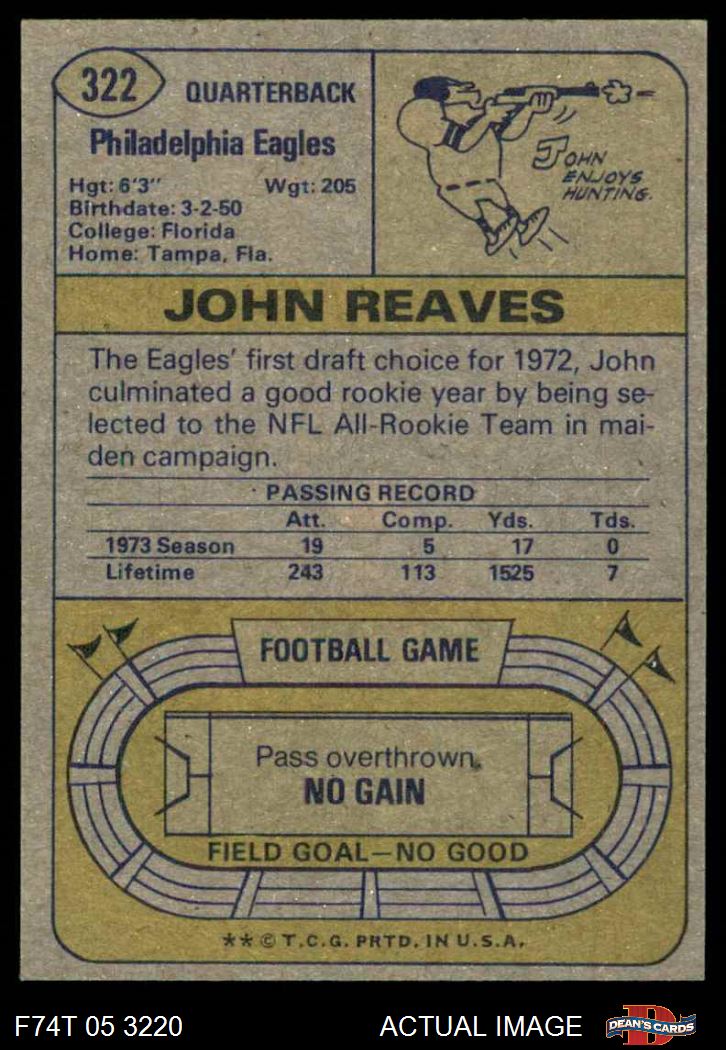 322
QUARTERBACK
Philadelphia Eagles
Hgt: 6'3" Wgt: 205
Birthdate: 3-2-50
College: Florida
Home: Tampa, Fla.
JOHN
ENJOYS
HUNTING.
JOHN REAVES
The Eagles' first draft choice for 1972, John
culminated a good rookie year by being se-
lected to the NFL All-Rookie Team in mai-
den campaign.
PASSING RECORD
Att. Comp. Yds. Tds.
1973 Season 19 5 17 0
Lifetime 243 113 1525 7
FOOTBALL GAME
Pass overthrown.
NO GAIN
FIELD GOAL—NO GOOD
** © T.C.G. PRTD. IN U.S.A.
F74T 05 3220 ACTUAL IMAGE
DEAN'S CARDS